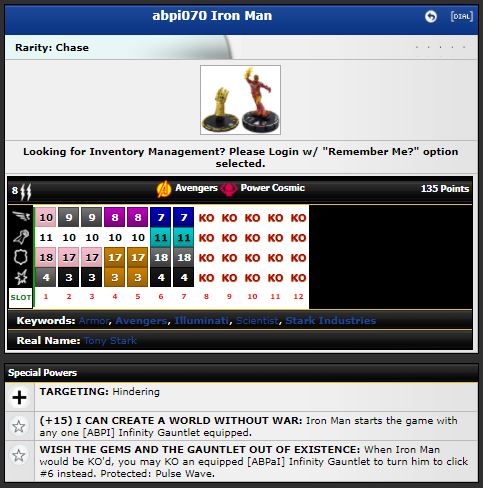 abpi070 Iron Man
[DIAL]
Rarity: Chase
Looking for Inventory Management? Please Login w/ "Remember Me?" option
selected.
8 Avengers Power Cosmic 135 Points
10 9 9 8 8 7 7 KO KO KO KO KO
11 10 10 10 10 11 11 KO KO KO KO KO
18 17 17 17 17 18 18 KO KO KO KO KO
4 3 3 3 3 4 4 KO KO KO KO KO
SLOT 1 2 3 4 5 6 7 8 9 10 11 12
Keywords: Armor, Avengers, Illuminati, Scientist, Stark Industries
Real Name: Tony Stark
Special Powers
TARGETING: Hindering
(+15) I CAN CREATE A WORLD WITHOUT WAR: Iron Man starts the game with
any one [ABPI] Infinity Gauntlet equipped.
WISH THE GEMS AND THE GAUNTLET OUT OF EXISTENCE: When Iron Man
would be KO'd, you may KO an equipped [ABPaI] Infinity Gauntlet to turn him to click
#6 instead. Protected: Pulse Wave.